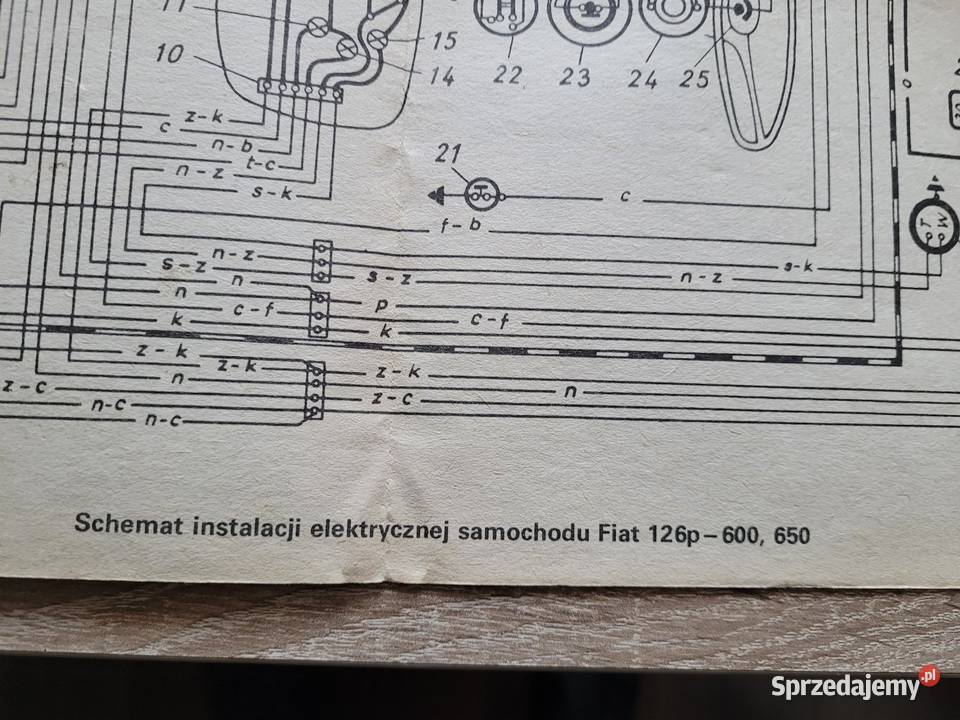 11
15
10
14
22 23 24 25
z-k
c
n-b
t-c
n-z
s-k
21
c
f-b
n-z
s-k
s-z
s-z
n-z
n
n
p
c-f
c-f
k
k
z-k
z-k
z-k
n
n
z-c
z-c
n-c
n-c
M
Schemat instalacji elektrycznej samochodu Fiat 126p–600, 650
Sprzedajemy.pl